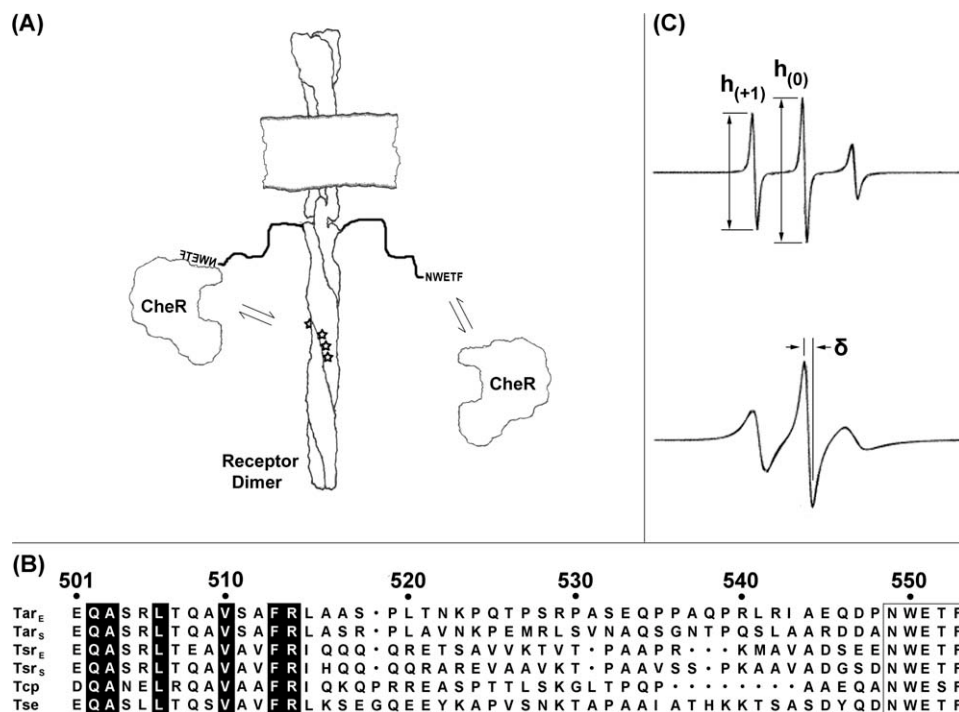 (A)
NWETF
CheR
NWETF
CheR
Receptor
Dimer
(C)
h(+1)
h(0)
δ
(B)
501 510 520 530 540 550
TarE E Q A S R L T Q A V S A F R L A A S · P L T N K P Q T P S R P A S E Q P P A Q P R L R I A E Q D P N W E T F
TarS E Q A S R L T Q A V S A F R L A S R · P L A V N K P E M R L S V N A Q S G N T P Q S L A A R D D A N W E T F
TsrE E Q A S R L T E A V A V F R I Q Q Q · Q R E T S A V V K T V T · P A A P R · · · K M A V A D S E E N W E T F
TsrS E Q A S R L T Q A V A V F R I H Q Q · Q R A R E V A A V K T · P A A V S S · P K A A V A D G S D N W E T F
Tcp D Q A N E L R Q A V A A F R I Q K Q P R R E A S P T T L S K G L T P Q P · · · · · · · · A A E Q A N W E S F
Tse E Q A S L L T Q S V A V F R L K S E G Q E E Y K A P V S N K T A P A A I A T H K K T S A S D Y Q D N W E T F